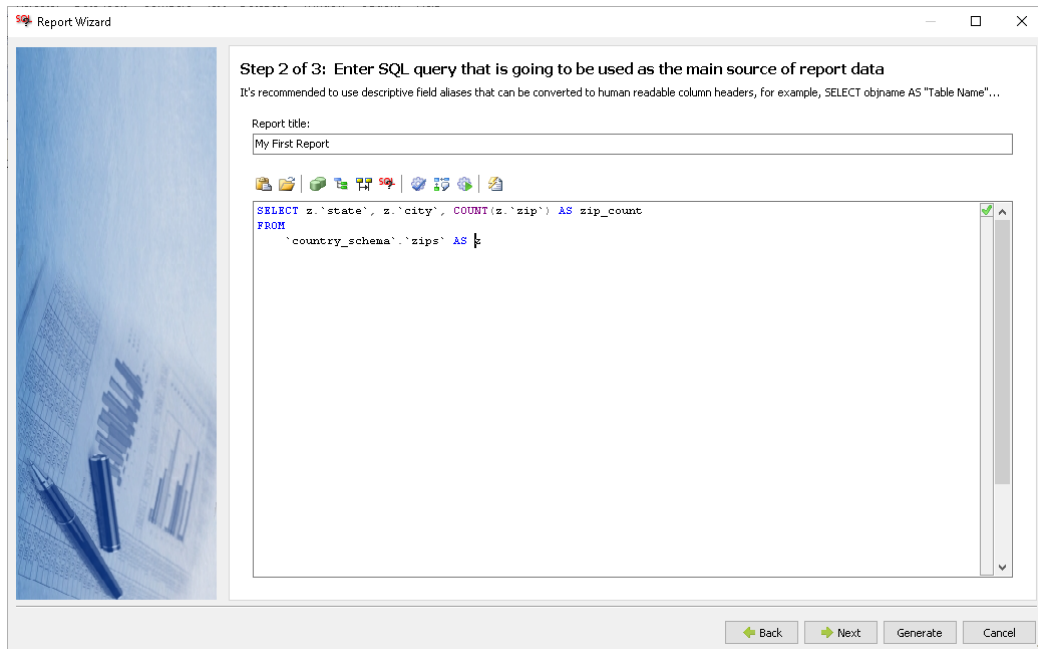 Report Wizard
Step 2 of 3: Enter SQL query that is going to be used as the main source of report data
It's recommended to use descriptive field aliases that can be converted to human readable column headers, for example, SELECT objname AS "Table Name"...
Report title:
My First Report
SELECT z.`state`, z.`city`, COUNT(z.`zip`) AS zip_count
FROM
`country_schema`.`zips` AS z
Back Next Generate Cancel